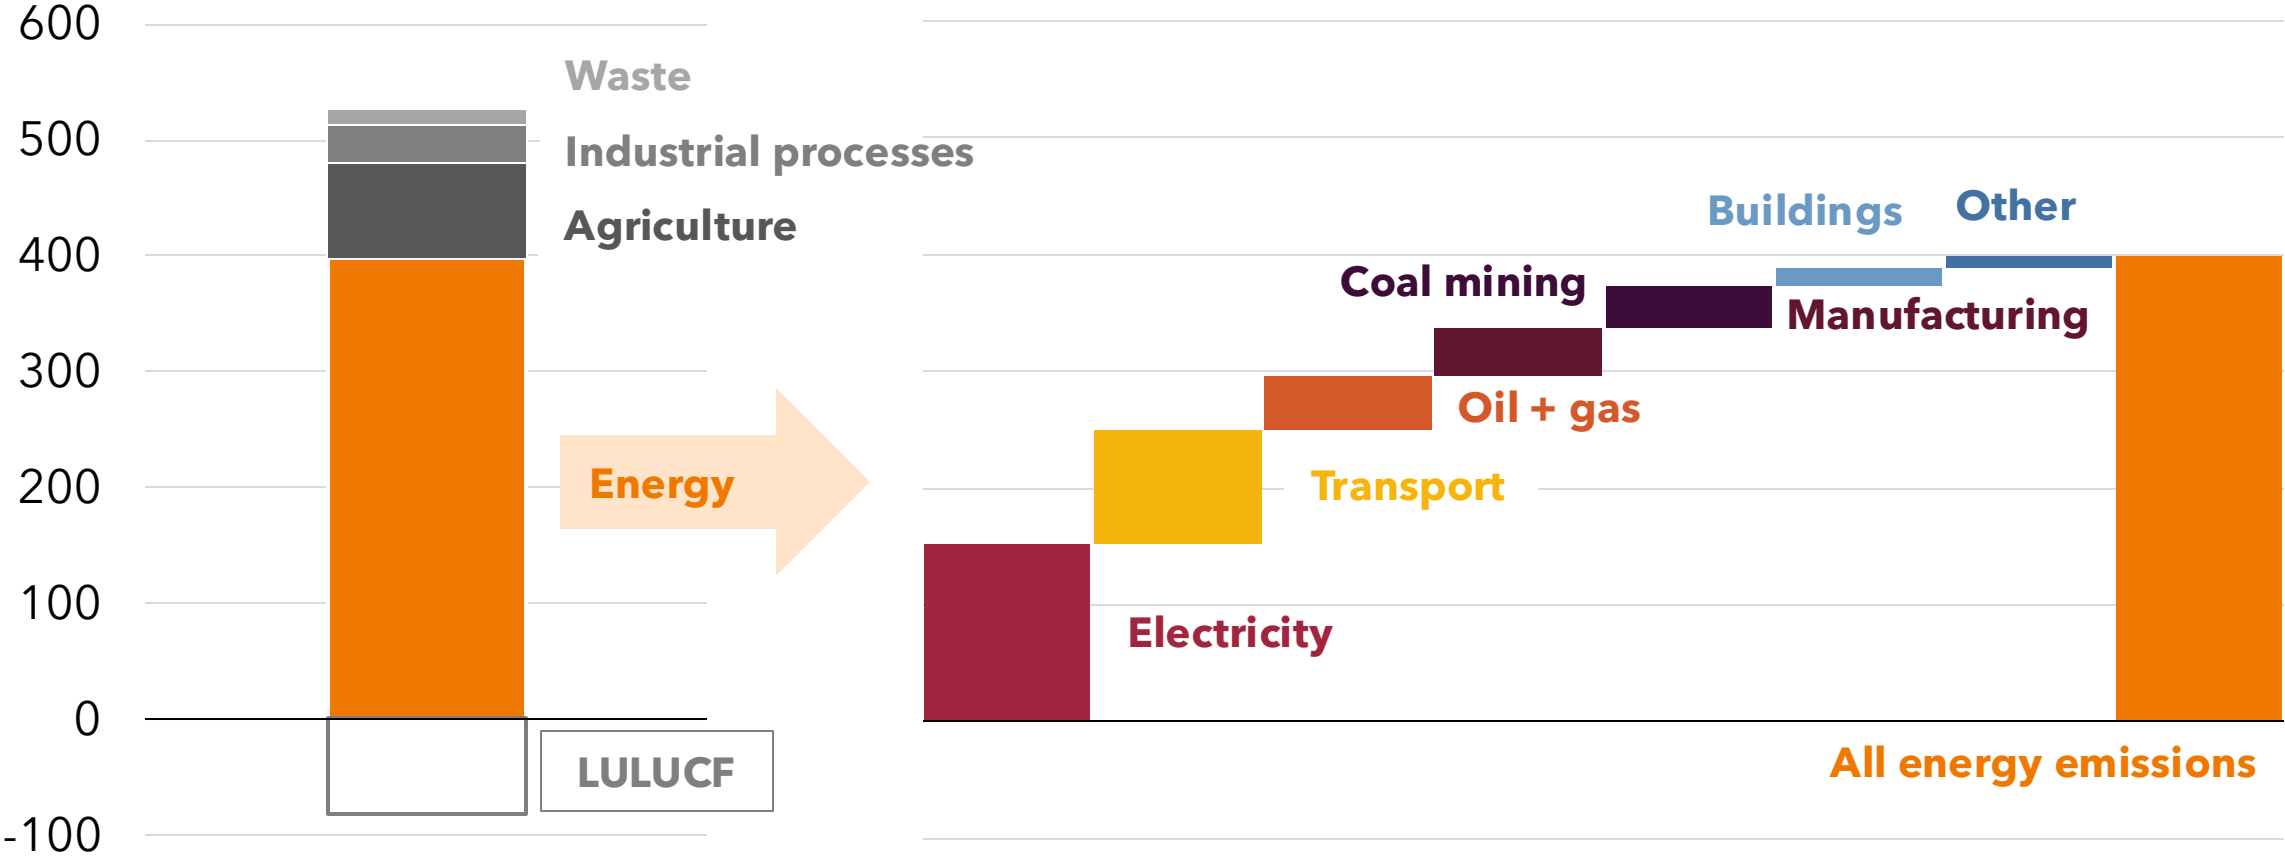 600
500
400
300
200
100
0
-100
Waste
Industrial processes
Agriculture
Energy
LULUCF
Electricity
Transport
Oil + gas
Coal mining
Manufacturing
Buildings
Other
All energy emissions